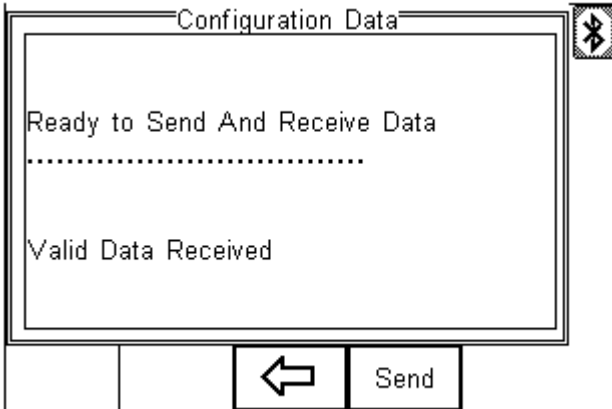 Configuration Data
Ready to Send And Receive Data
..................................
Valid Data Received
Send